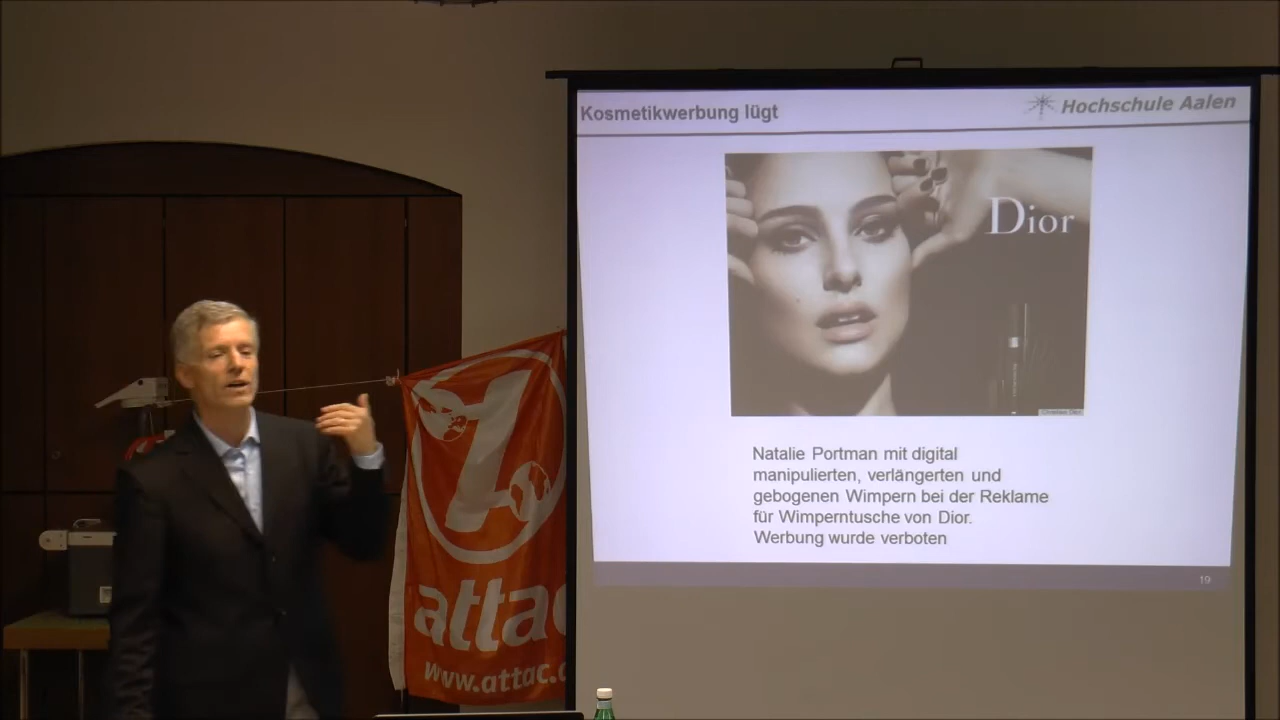 Kosmetikwerbung lügt
Hochschule Aalen
Dior
Natalie Portman mit digital
manipulierten, verlängerten und
gebogenen Wimpern bei der Reklame
für Wimperntusche von Dior.
Werbung wurde verboten
19
attac
www.attac.